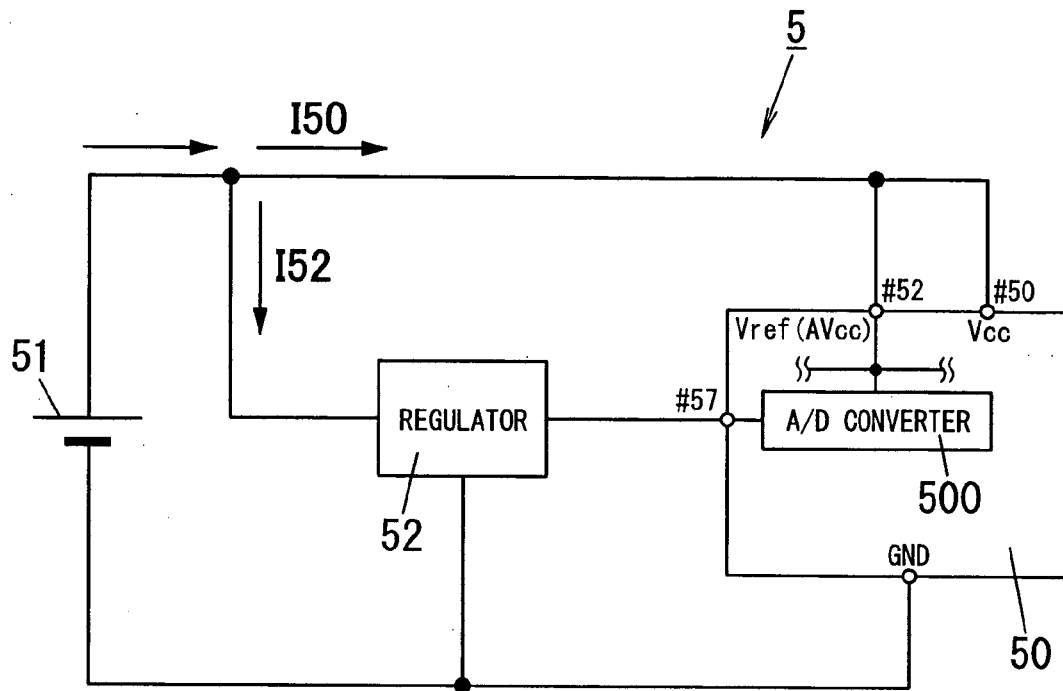 5
I50
I52
#52
#50
Vref(AVcc)
Vcc
51
#57
REGULATOR
A/D CONVERTER
52
500
GND
50